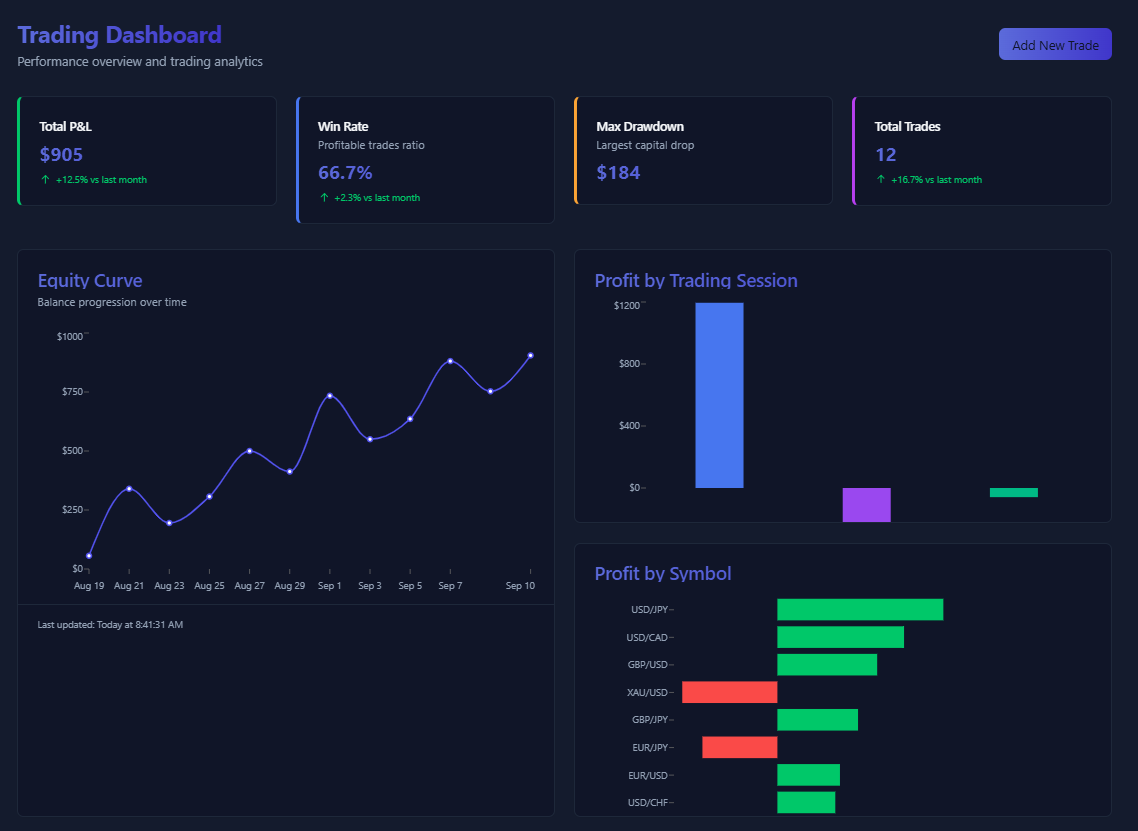 Trading Dashboard
Performance overview and trading analytics
Add New Trade
Total P&L
$905
↑ +12.5% vs last month
Win Rate
Profitable trades ratio
66.7%
↑ +2.3% vs last month
Max Drawdown
Largest capital drop
$184
Total Trades
12
↑ +16.7% vs last month
Equity Curve
Balance progression over time
$1000
$750
$500
$250
$0
Aug 19 Aug 21 Aug 23 Aug 25 Aug 27 Aug 29 Sep 1 Sep 3 Sep 5 Sep 7 Sep 10
Last updated: Today at 8:41:31 AM
Profit by Trading Session
$1200
$800
$400
$0
Profit by Symbol
USD/JPY
USD/CAD
GBP/USD
XAU/USD
GBP/JPY
EUR/JPY
EUR/USD
USD/CHF